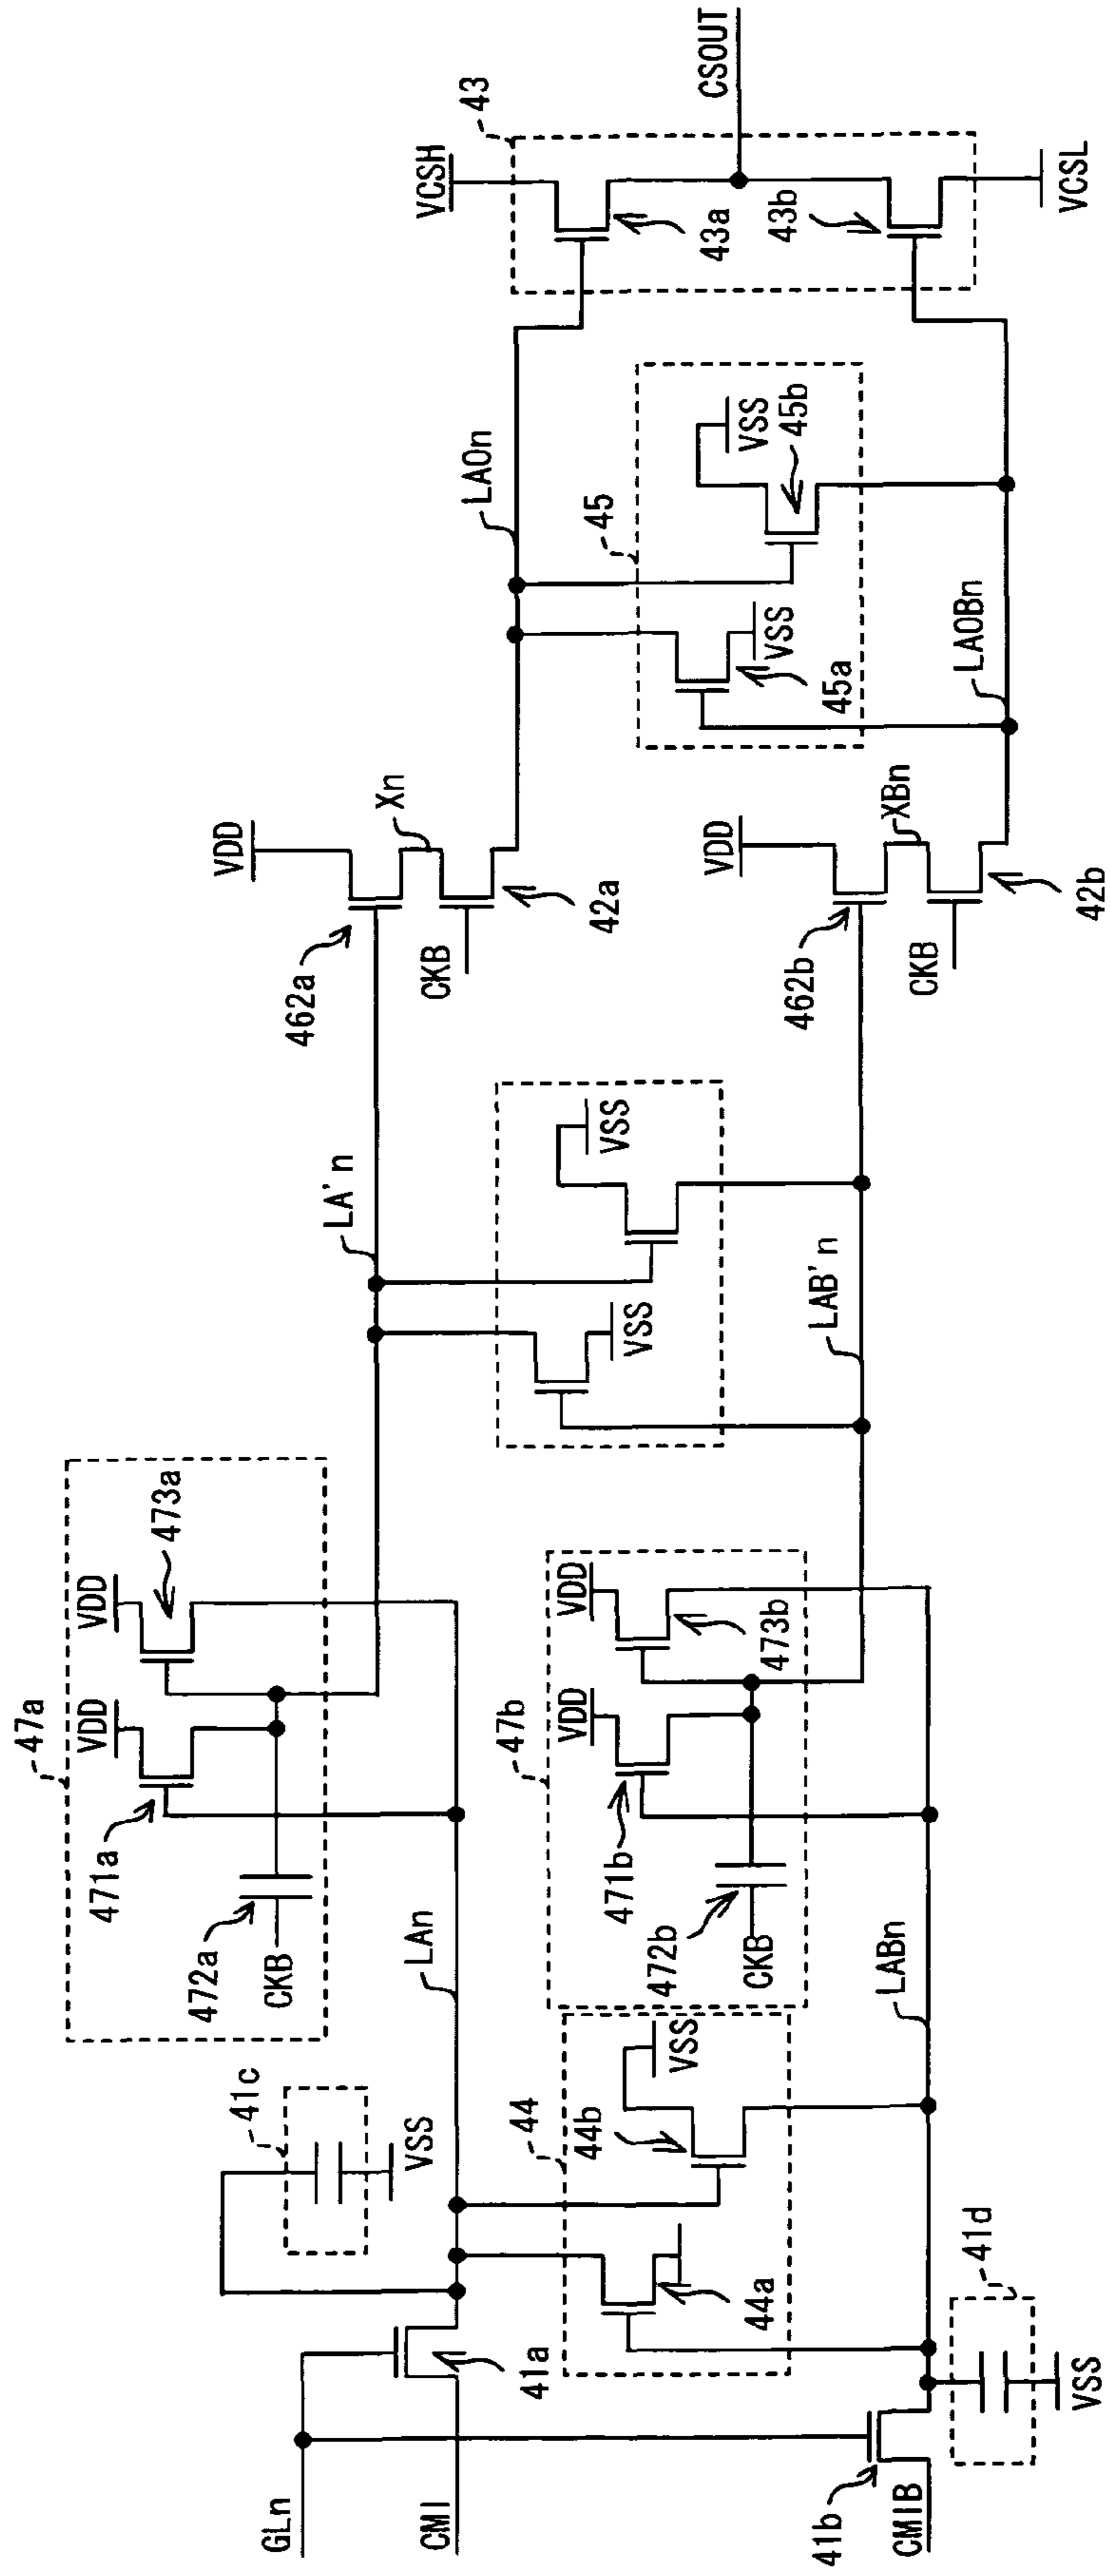 GLn
CMI
CMIB
41a
41b
41c
VSS
41d
VSS
44
44a
44b
VSS
LAn
LABn
47a
471a
472a
CKB
VDD
VDD
473a
47b
471b
472b
CKB
VDD
VDD
473b
LA'n
LAB'n
VSS
VSS
462a
VDD
Xn
CKB
42a
462b
VDD
XBn
CKB
42b
LAOn
LAOBn
45
45a
VSS
45b
VSS
43
VCSH
43a
43b
VCSL
CSOUT